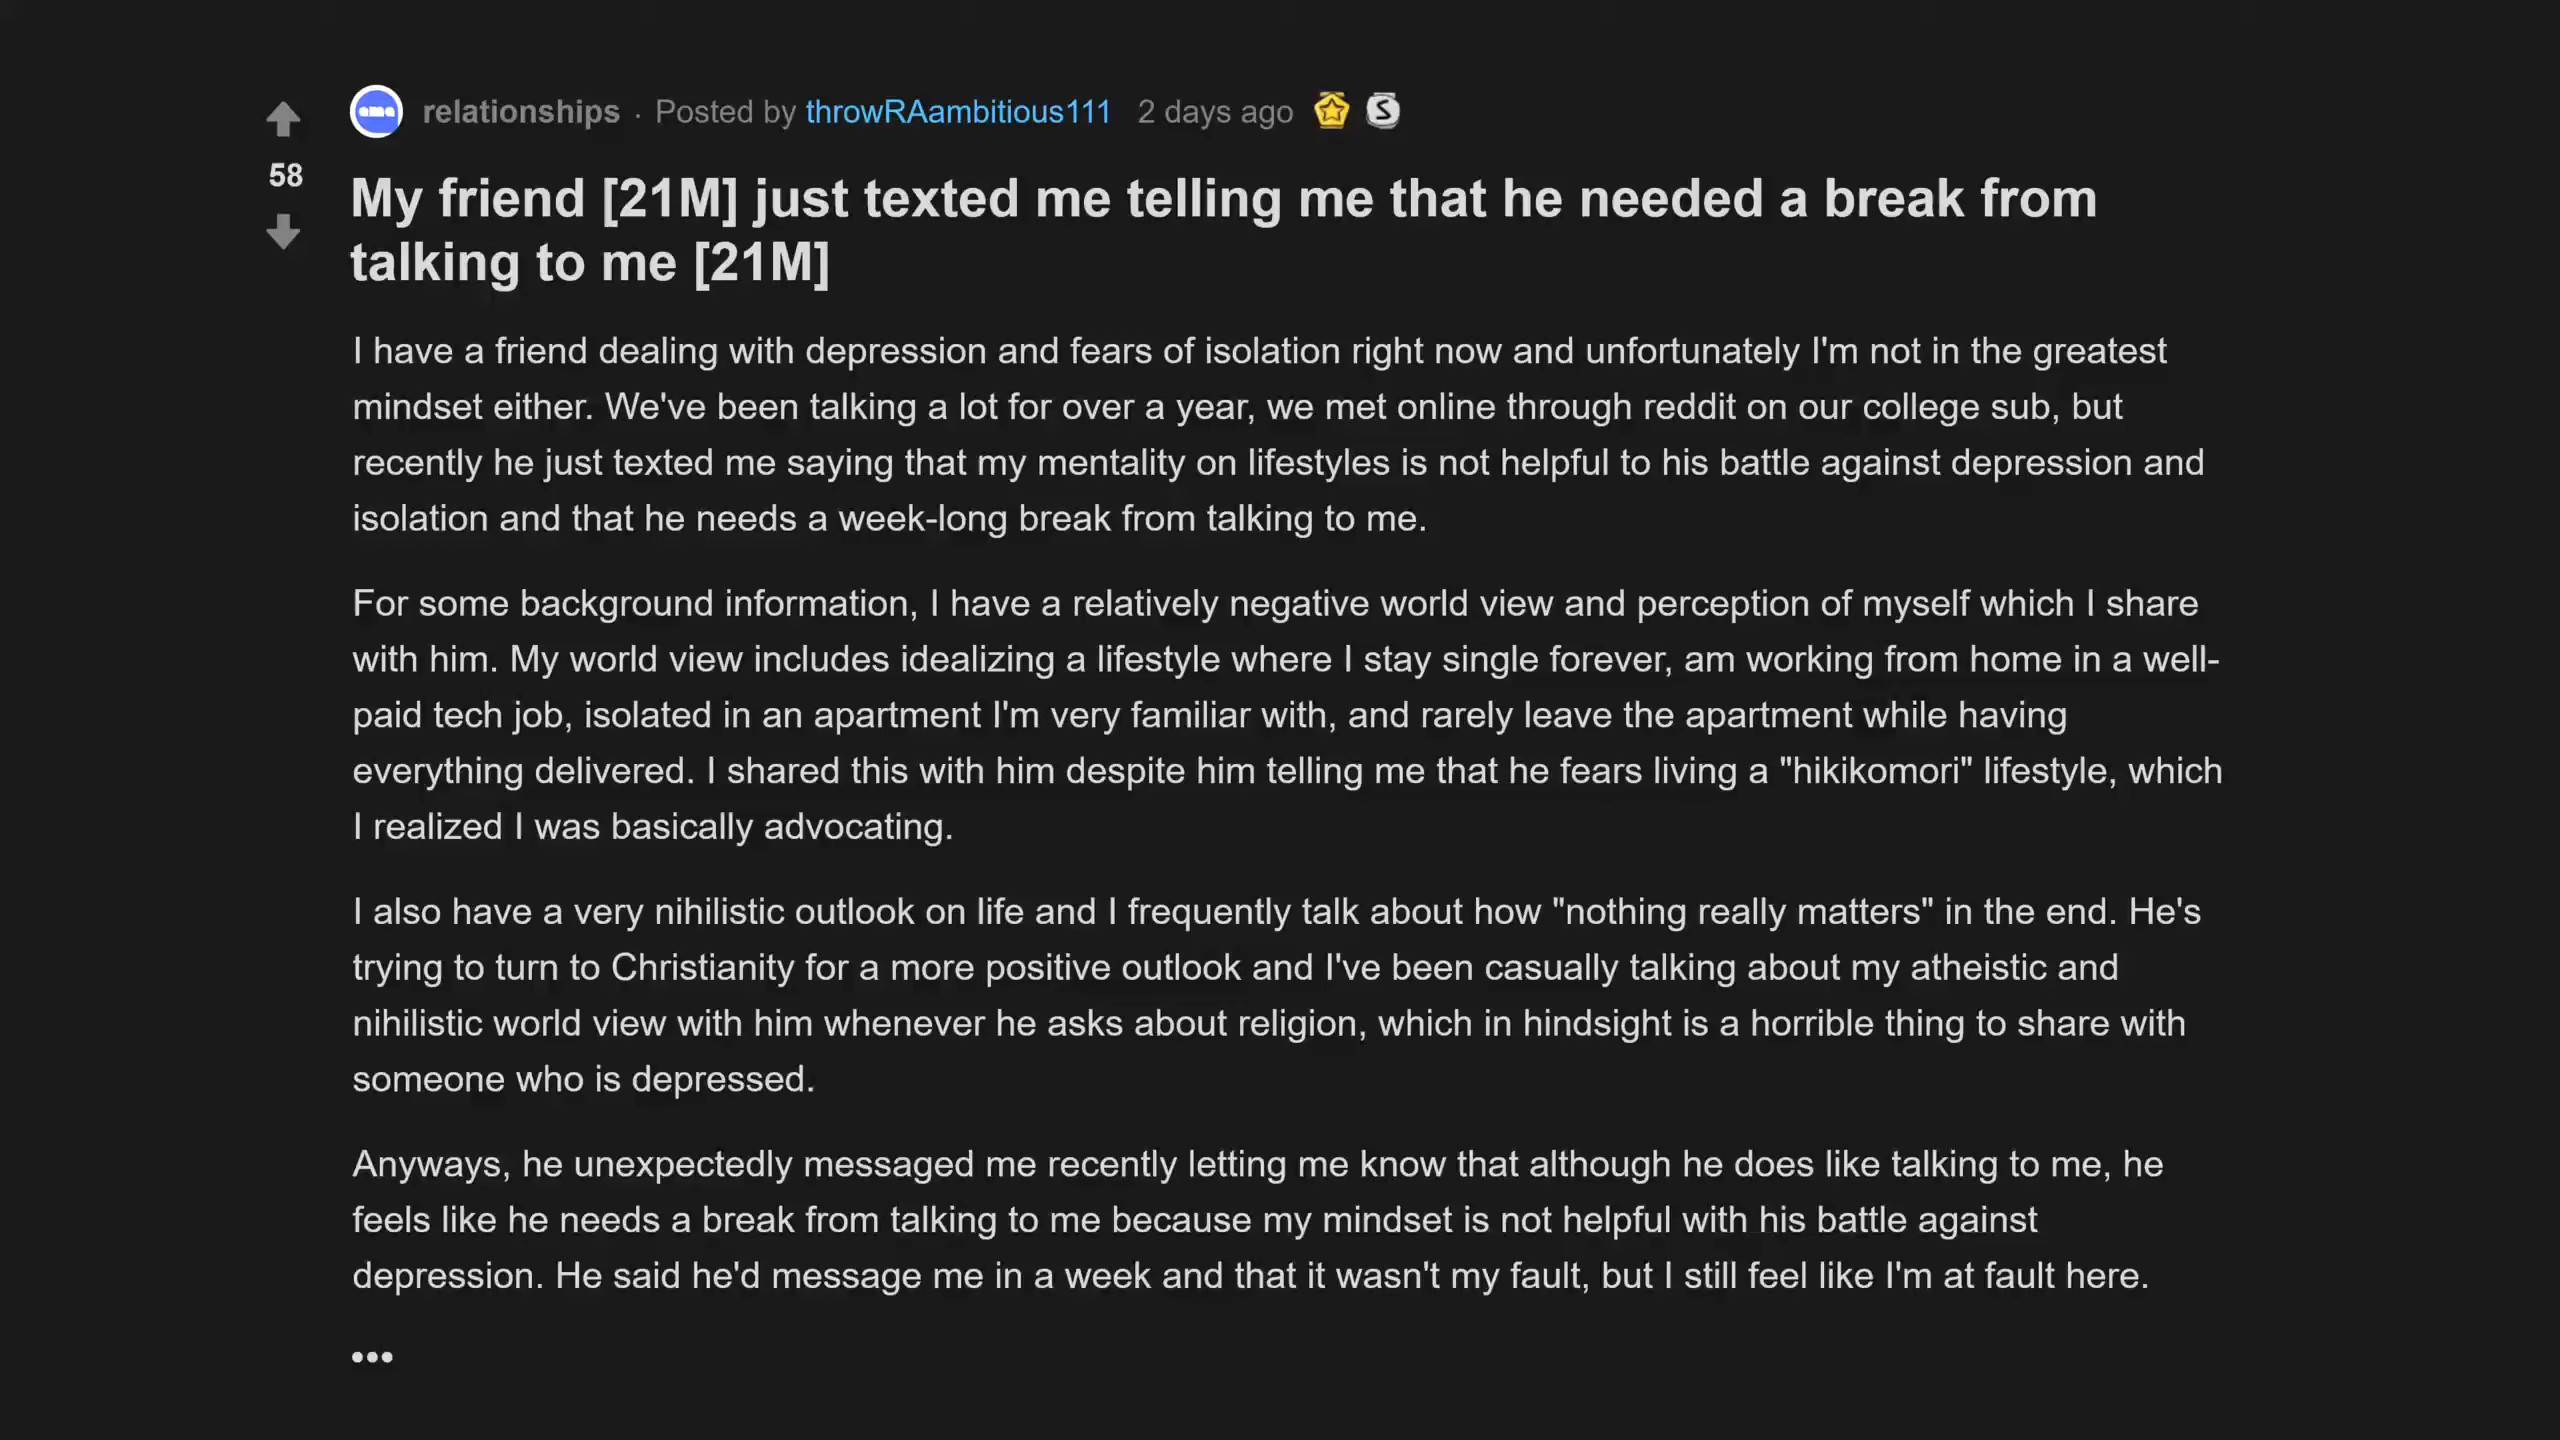 relationships · Posted by throwRAambitious111 2 days ago
58
My friend [21M] just texted me telling me that he needed a break from
talking to me [21M]
I have a friend dealing with depression and fears of isolation right now and unfortunately I'm not in the greatest
mindset either. We've been talking a lot for over a year, we met online through reddit on our college sub, but
recently he just texted me saying that my mentality on lifestyles is not helpful to his battle against depression and
isolation and that he needs a week-long break from talking to me.
For some background information, I have a relatively negative world view and perception of myself which I share
with him. My world view includes idealizing a lifestyle where I stay single forever, am working from home in a well-
paid tech job, isolated in an apartment I'm very familiar with, and rarely leave the apartment while having
everything delivered. I shared this with him despite him telling me that he fears living a "hikikomori" lifestyle, which
I realized I was basically advocating.
I also have a very nihilistic outlook on life and I frequently talk about how "nothing really matters" in the end. He's
trying to turn to Christianity for a more positive outlook and I've been casually talking about my atheistic and
nihilistic world view with him whenever he asks about religion, which in hindsight is a horrible thing to share with
someone who is depressed.
Anyways, he unexpectedly messaged me recently letting me know that although he does like talking to me, he
feels like he needs a break from talking to me because my mindset is not helpful with his battle against
depression. He said he'd message me in a week and that it wasn't my fault, but I still feel like I'm at fault here.
•••